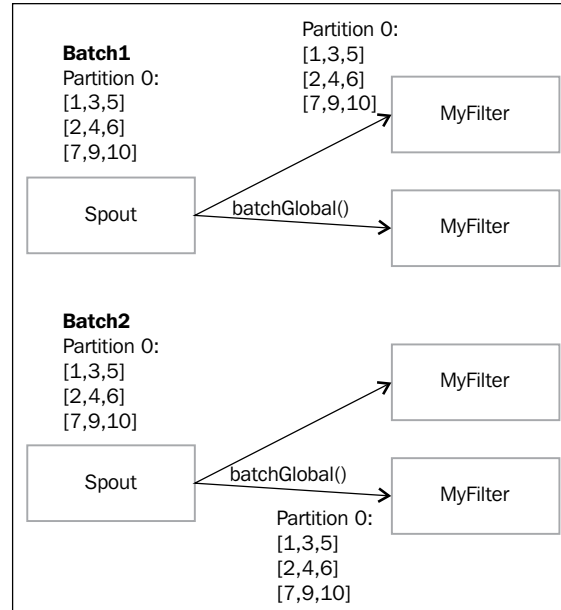 Batch1
Partition 0:
[1,3,5]
[2,4,6]
[7,9,10]
Spout
Partition 0:
[1,3,5]
[2,4,6]
[7,9,10]
MyFilter
batchGlobal()
MyFilter
Batch2
Partition 0:
[1,3,5]
[2,4,6]
[7,9,10]
Spout
MyFilter
batchGlobal()
MyFilter
Partition 0:
[1,3,5]
[2,4,6]
[7,9,10]